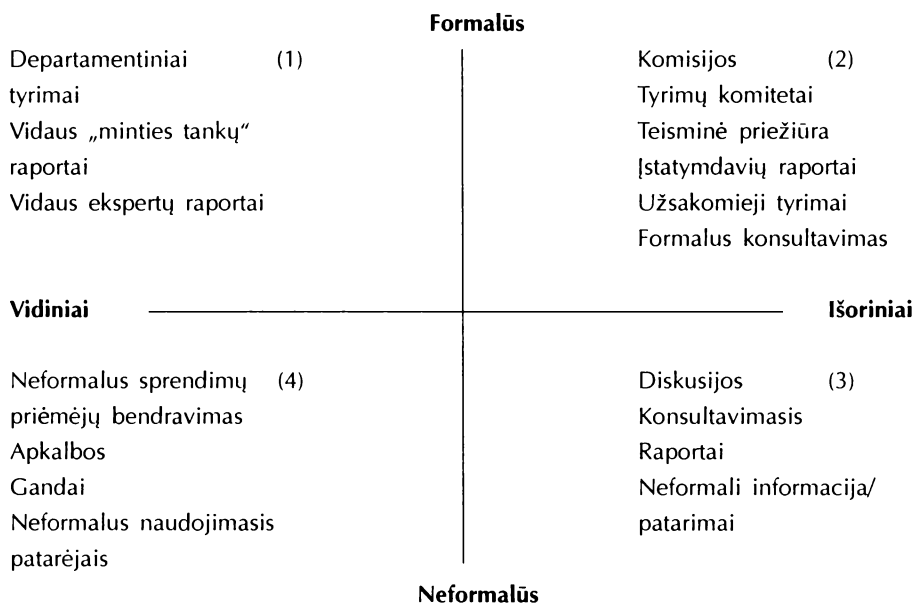 Formalūs
Departamentiniai (1)
tyrimai
Vidaus „minties tankų“
raportai
Vidaus ekspertų raportai
Komisijos (2)
Tyrimų komitetai
Teisminė priežiūra
Įstatymdavių raportai
Užsakomieji tyrimai
Formalus konsultavimas
Vidiniai
Išoriniai
Neformalus sprendimų (4)
priėmėjų bendravimas
Apkalbos
Gandai
Neformalus naudojimasis
patarėjais
Diskusijos (3)
Konsultavimasis
Raportai
Neformali informacija/
patarimai
Neformalūs